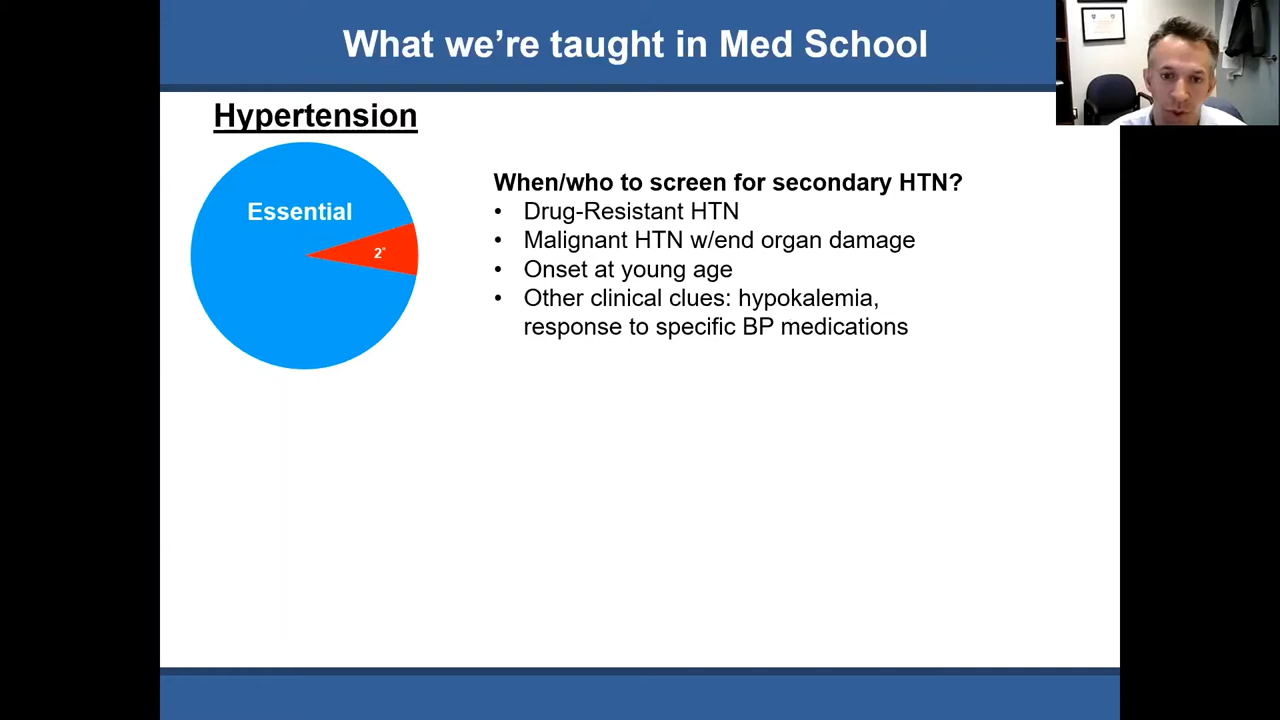 What we're taught in Med School
Hypertension
Essential
2°
When/who to screen for secondary HTN?
• Drug-Resistant HTN
• Malignant HTN w/end organ damage
• Onset at young age
• Other clinical clues: hypokalemia,
response to specific BP medications